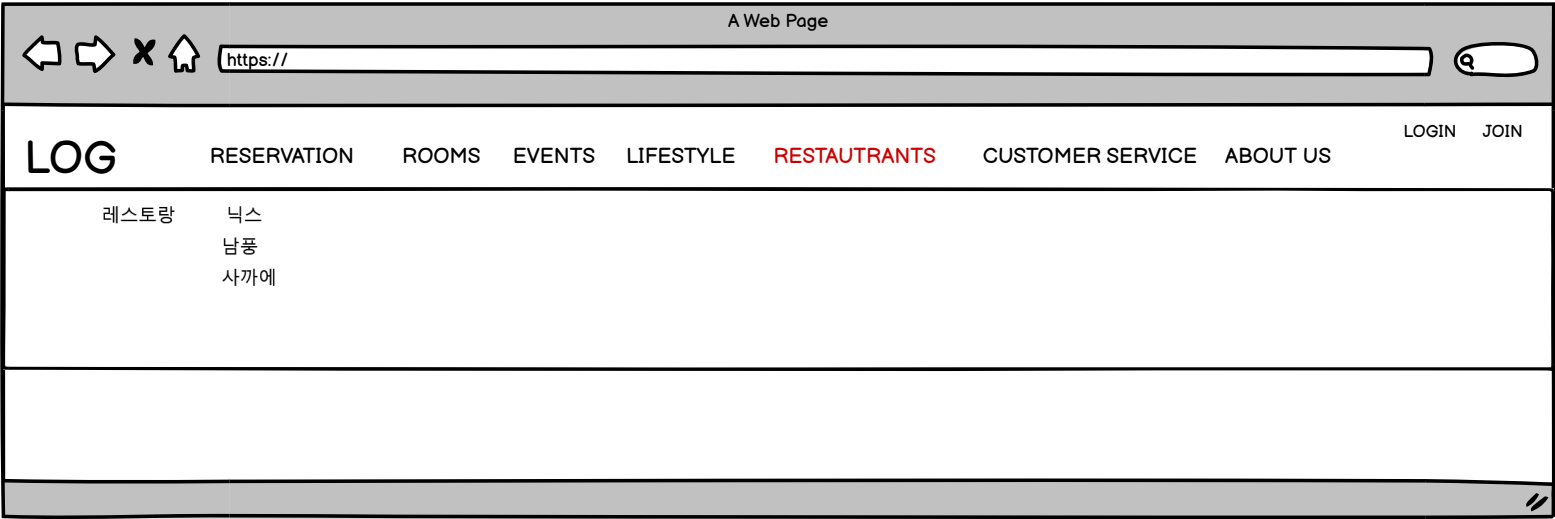 A Web Page
https://
LOGIN JOIN
LOG RESERVATION ROOMS EVENTS LIFESTYLE RESTAUTRANTS CUSTOMER SERVICE ABOUT US
레스토랑 닉스
남풍
사까에